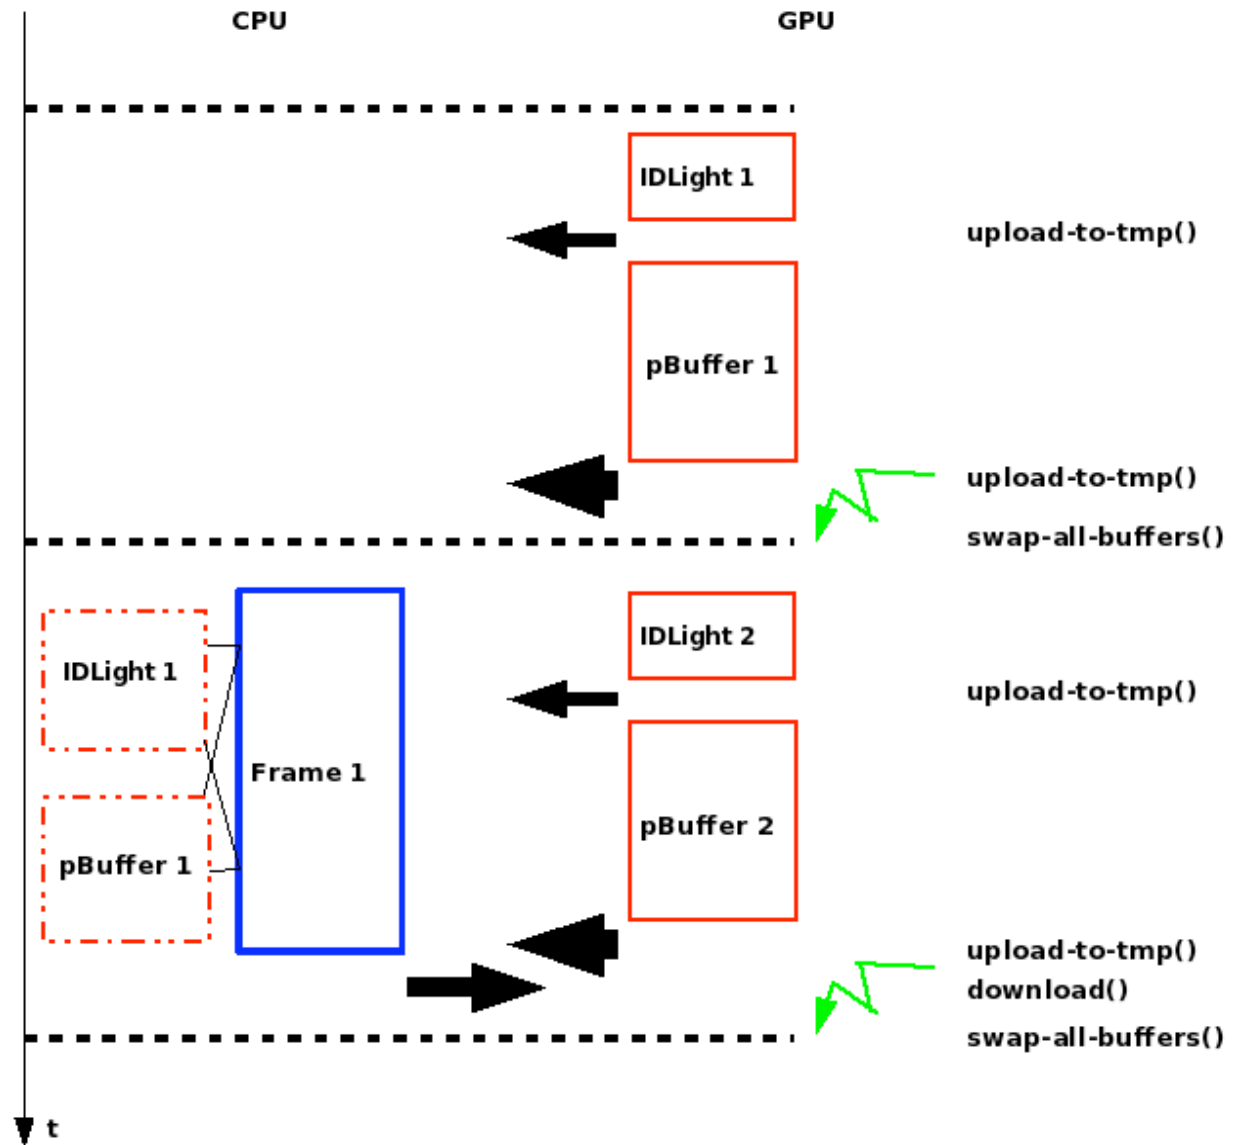 CPU GPU
IDLight 1
upload-to-tmp()
pBuffer 1
upload-to-tmp()
swap-all-buffers()
IDLight 2
IDLight 1
upload-to-tmp()
Frame 1
pBuffer 2
pBuffer 1
upload-to-tmp()
download()
swap-all-buffers()
t